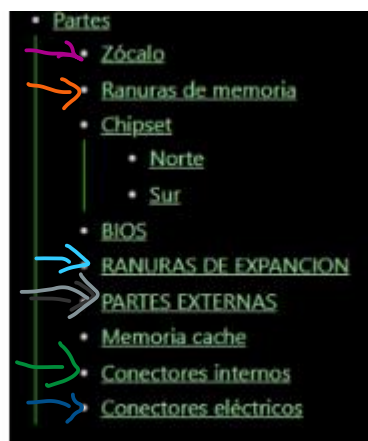 Partes
Zócalo
Ranuras de memoria
Chipset
Norte
Sur
BIOS
RANURAS DE EXPANCION
PARTES EXTERNAS
Memoria cache
Conectores internos
Conectores eléctricos